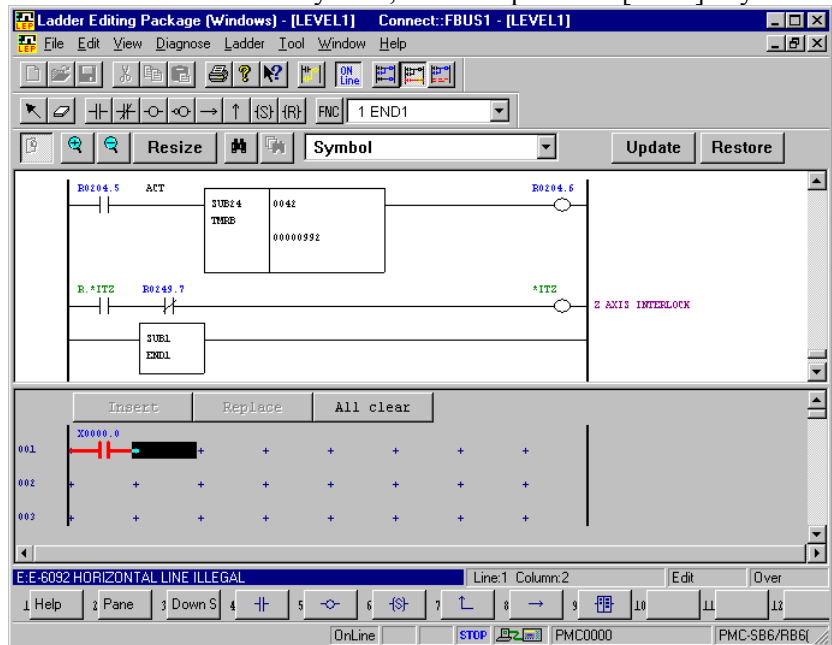 Ladder Editing Package (Windows) - [LEVEL1] Connect::FBUS1 - [LEVEL1]
File Edit View Diagnose Ladder Tool Window Help
ON Line
{S} {R} FNC 1 END1
Resize Symbol Update Restore
R0204.5 ACT R0204.6
SUB24 0042
TMRB
00000992
R.*ITZ R0249.7 *ITZ
Z AXIS INTERLOCK
SUB1
END1
Insert Replace All clear
X0000.0
001
002
003
E:E-6092 HORIZONTAL LINE ILLEGAL Line:1 Column:2 Edit Over
1 Help 2 Pane 3 Down S 4 5 6 {S} 7 8 9 10 11 12
OnLine STOP PMC0000 PMC-SB6/RB6(